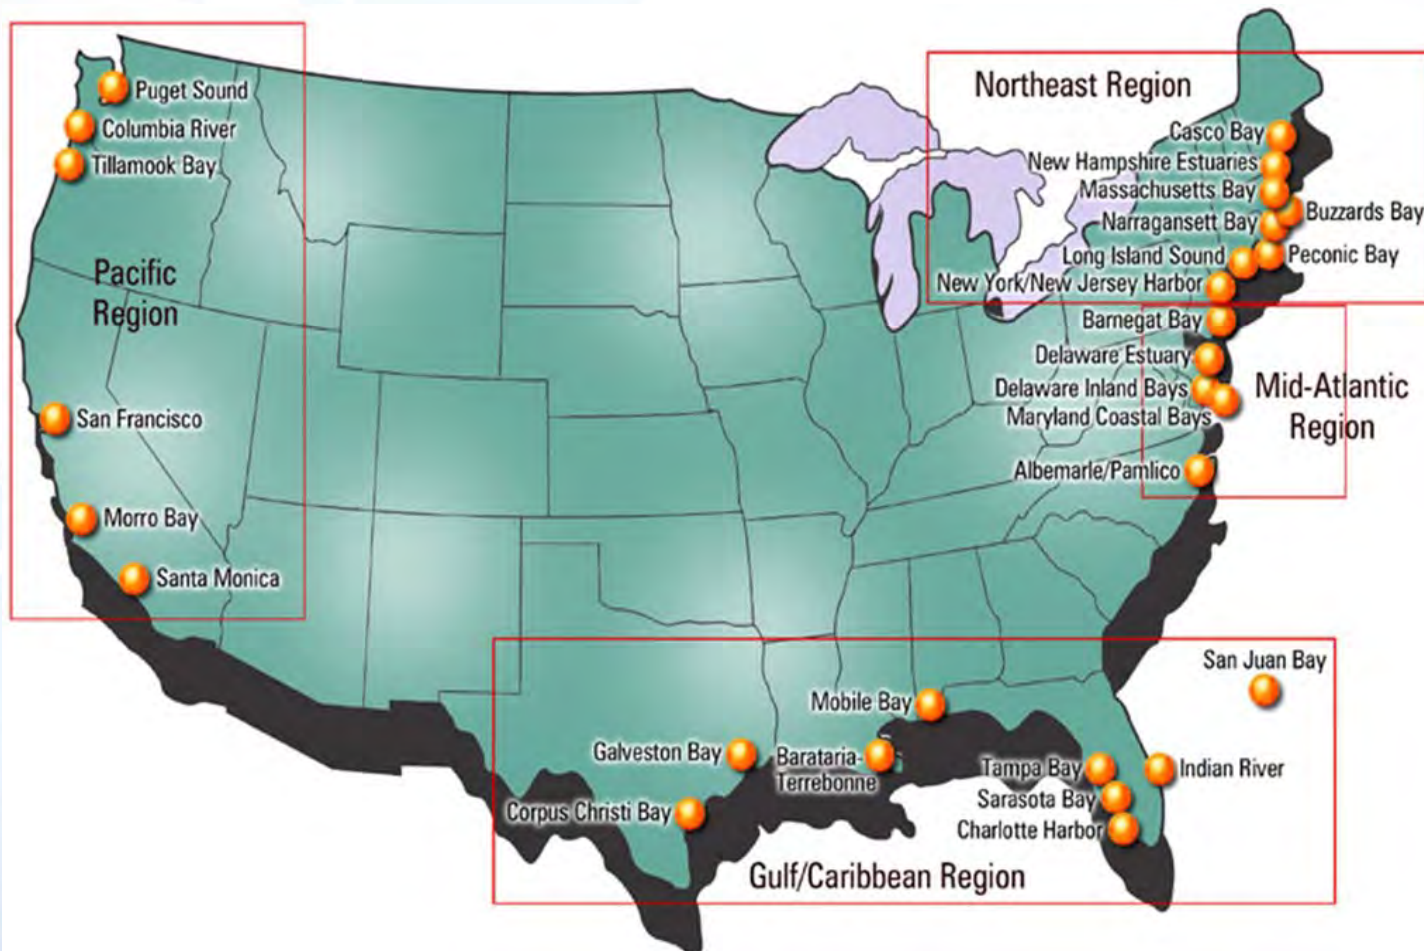 Puget Sound
Columbia River
Tillamook Bay
Pacific
Region
San Francisco
Morro Bay
Santa Monica
Northeast Region
Casco Bay
New Hampshire Estuaries
Massachusetts Bay
Buzzards Bay
Narragansett Bay
Long Island Sound
Peconic Bay
New York/New Jersey Harbor
Barnegat Bay
Delaware Estuary
Delaware Inland Bays
Maryland Coastal Bays
Mid-Atlantic
Region
Albemarle/Pamlico
San Juan Bay
Mobile Bay
Galveston Bay
Barataria-
Terrebonne
Tampa Bay
Indian River
Sarasota Bay
Corpus Christi Bay
Charlotte Harbor
Gulf/Caribbean Region